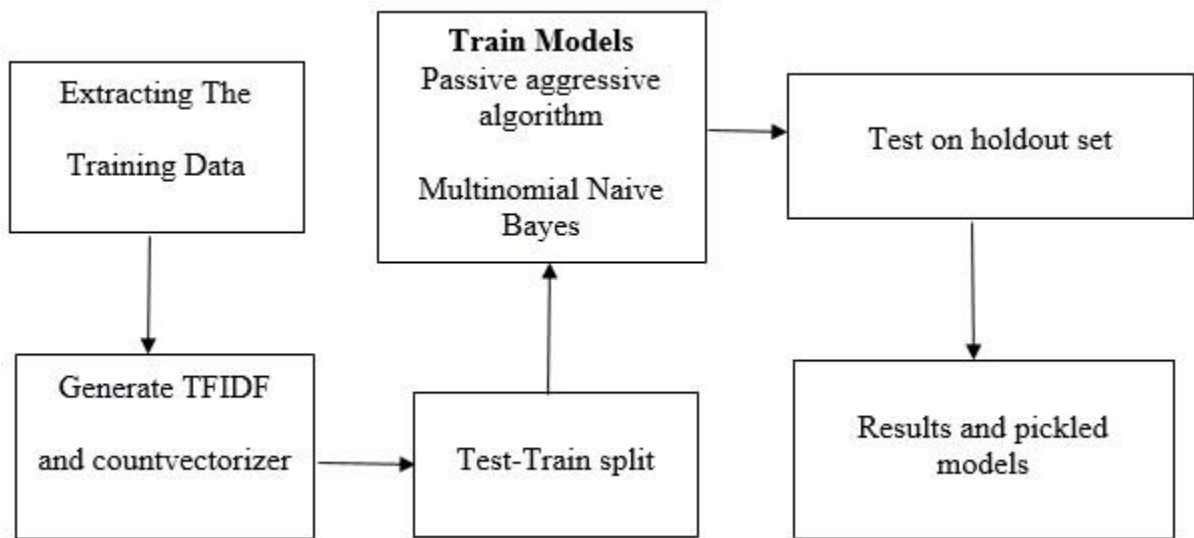 Extracting The
Training Data
Generate TFIDF
and countvectorizer
Test-Train split
Train Models
Passive aggressive
algorithm
Multinomial Naive
Bayes
Test on holdout set
Results and pickled
models